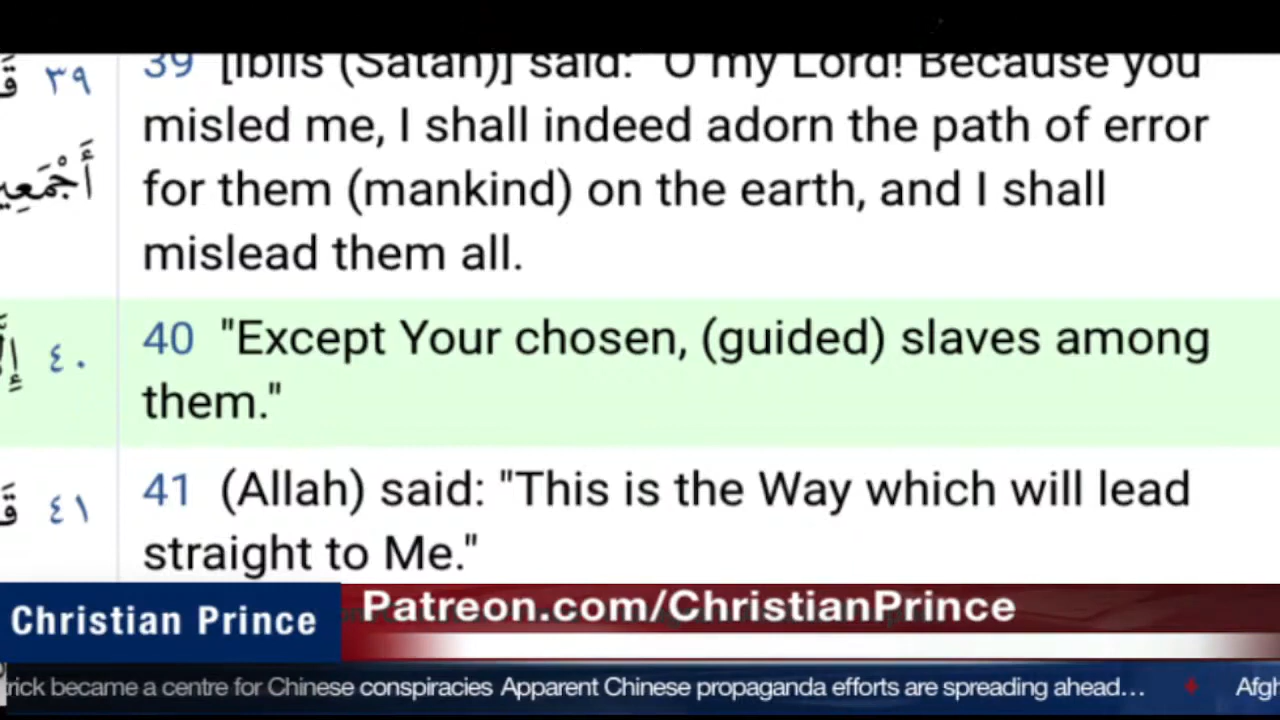 ٣٩
39 [Iblis (Satan)] said: "O my Lord! Because you
misled me, I shall indeed adorn the path of error
for them (mankind) on the earth, and I shall
mislead them all.
٤٠
40 "Except Your chosen, (guided) slaves among
them."
٤١
41 (Allah) said: "This is the Way which will lead
straight to Me."
Christian Prince
Patreon.com/ChristianPrince
became a centre for Chinese conspiracies Apparent Chinese propaganda efforts are spreading ahead…